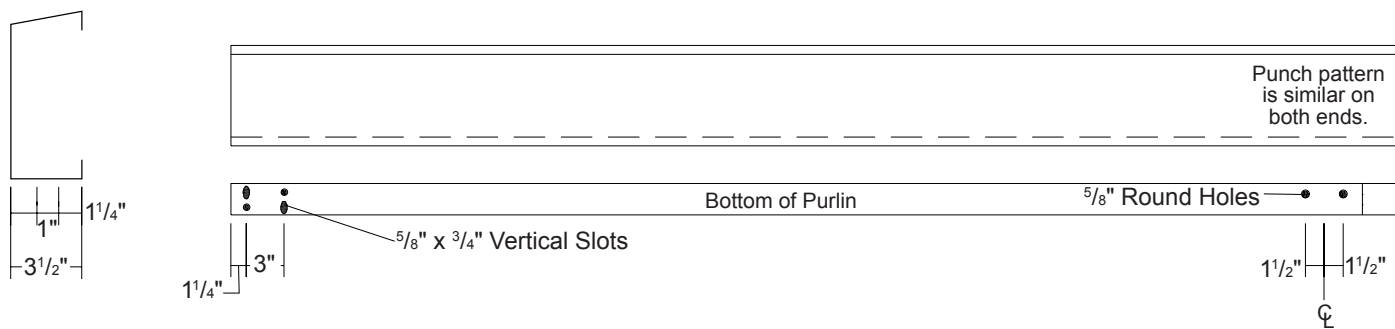 Punch pattern
is similar on
both ends.
Bottom of Purlin
5/8" Round Holes
1"
1 1/4"
3 1/2"
5/8" x 3/4" Vertical Slots
3"
1 1/4"
1 1/2"
1 1/2"
℄